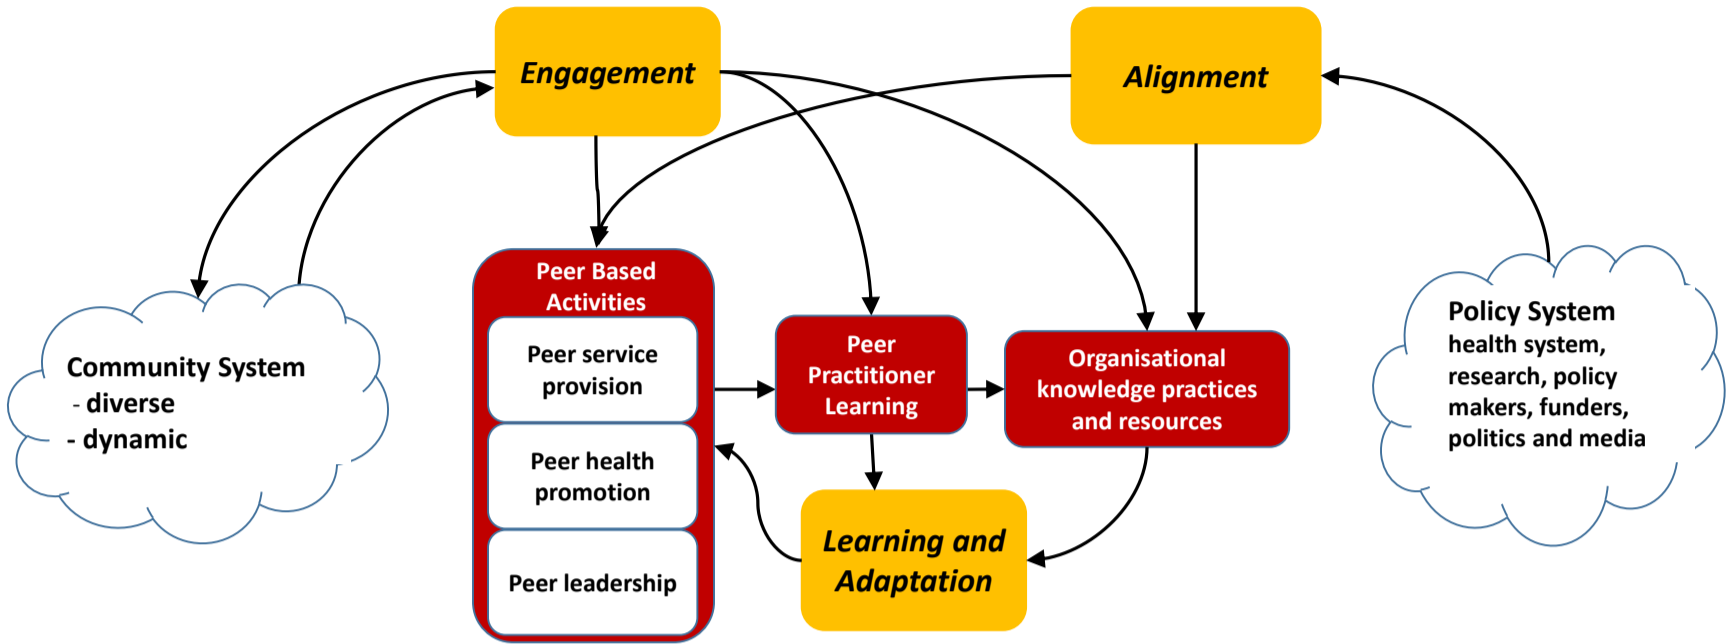 Engagement
Alignment
Community System
- diverse
- dynamic
Peer Based
Activities
Peer service
provision
Peer health
promotion
Peer leadership
Peer
Practitioner
Learning
Organisational
knowledge practices
and resources
Learning and
Adaptation
Policy System
health system,
research, policy
makers, funders,
politics and media